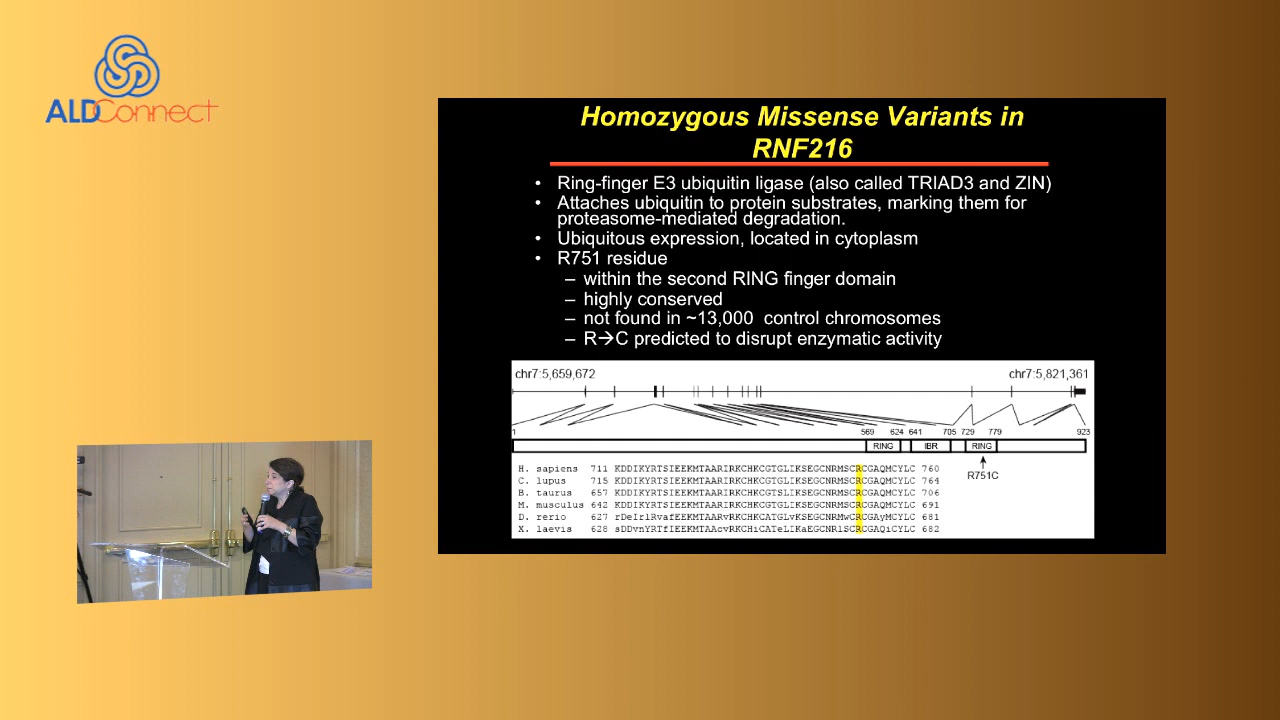 ALDConnect
Homozygous Missense Variants in
RNF216
• Ring-finger E3 ubiquitin ligase (also called TRIAD3 and ZIN)
• Attaches ubiquitin to protein substrates, marking them for
proteasome-mediated degradation.
• Ubiquitous expression, located in cytoplasm
• R751 residue
– within the second RING finger domain
– highly conserved
– not found in ~13,000 control chromosomes
– R→C predicted to disrupt enzymatic activity
chr7:5,659,672 chr7:5,821,361
1 569 624 641 705 729 779 923
RING IBR RING
R751C
H. sapiens 711 KDDIKYRTSIEEKMTAARIRKCHKCGTGLIKSEGCNRMSCRCGAQMCYLC 760
C. lupus 715 KDDIKYRTSIEEKMTAARIRKCHKCGTGLIKSEGCNRMSCRCGAQMCYLC 764
B. taurus 657 KDDIKYRTSIEEKMTAARIRKCHKCGTSLIKSEGCNRMSCRCGAQMCYLC 706
M. musculus 642 KDDIKYRTSIEEKMTAARIRKCHKCGTGLIKSEGCNRMSCRCGAQMCYLC 691
D. rerio 627 rDeIrlRvafEEKMTAARvRKCHKCATGLvKSEGCNRMwCRCGAyMCYLC 681
X. laevis 628 sDDvnYRTfIEEKMTAAcvRKCHiCATeLIKaEGCNRlSCRCGAQiCYLC 682